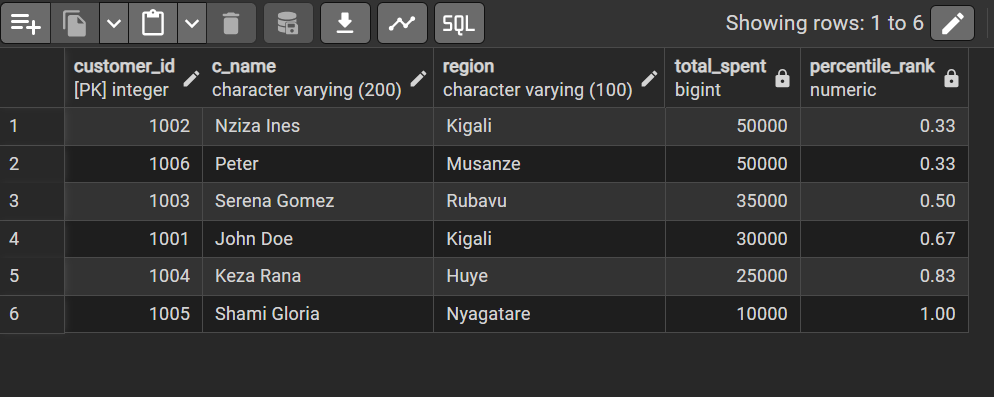 SQL Showing rows: 1 to 6
customer_id c_name region total_spent percentile_rank
[PK] integer character varying (200) character varying (100) bigint numeric
1 1002 Nziza Ines Kigali 50000 0.33
2 1006 Peter Musanze 50000 0.33
3 1003 Serena Gomez Rubavu 35000 0.50
4 1001 John Doe Kigali 30000 0.67
5 1004 Keza Rana Huye 25000 0.83
6 1005 Shami Gloria Nyagatare 10000 1.00